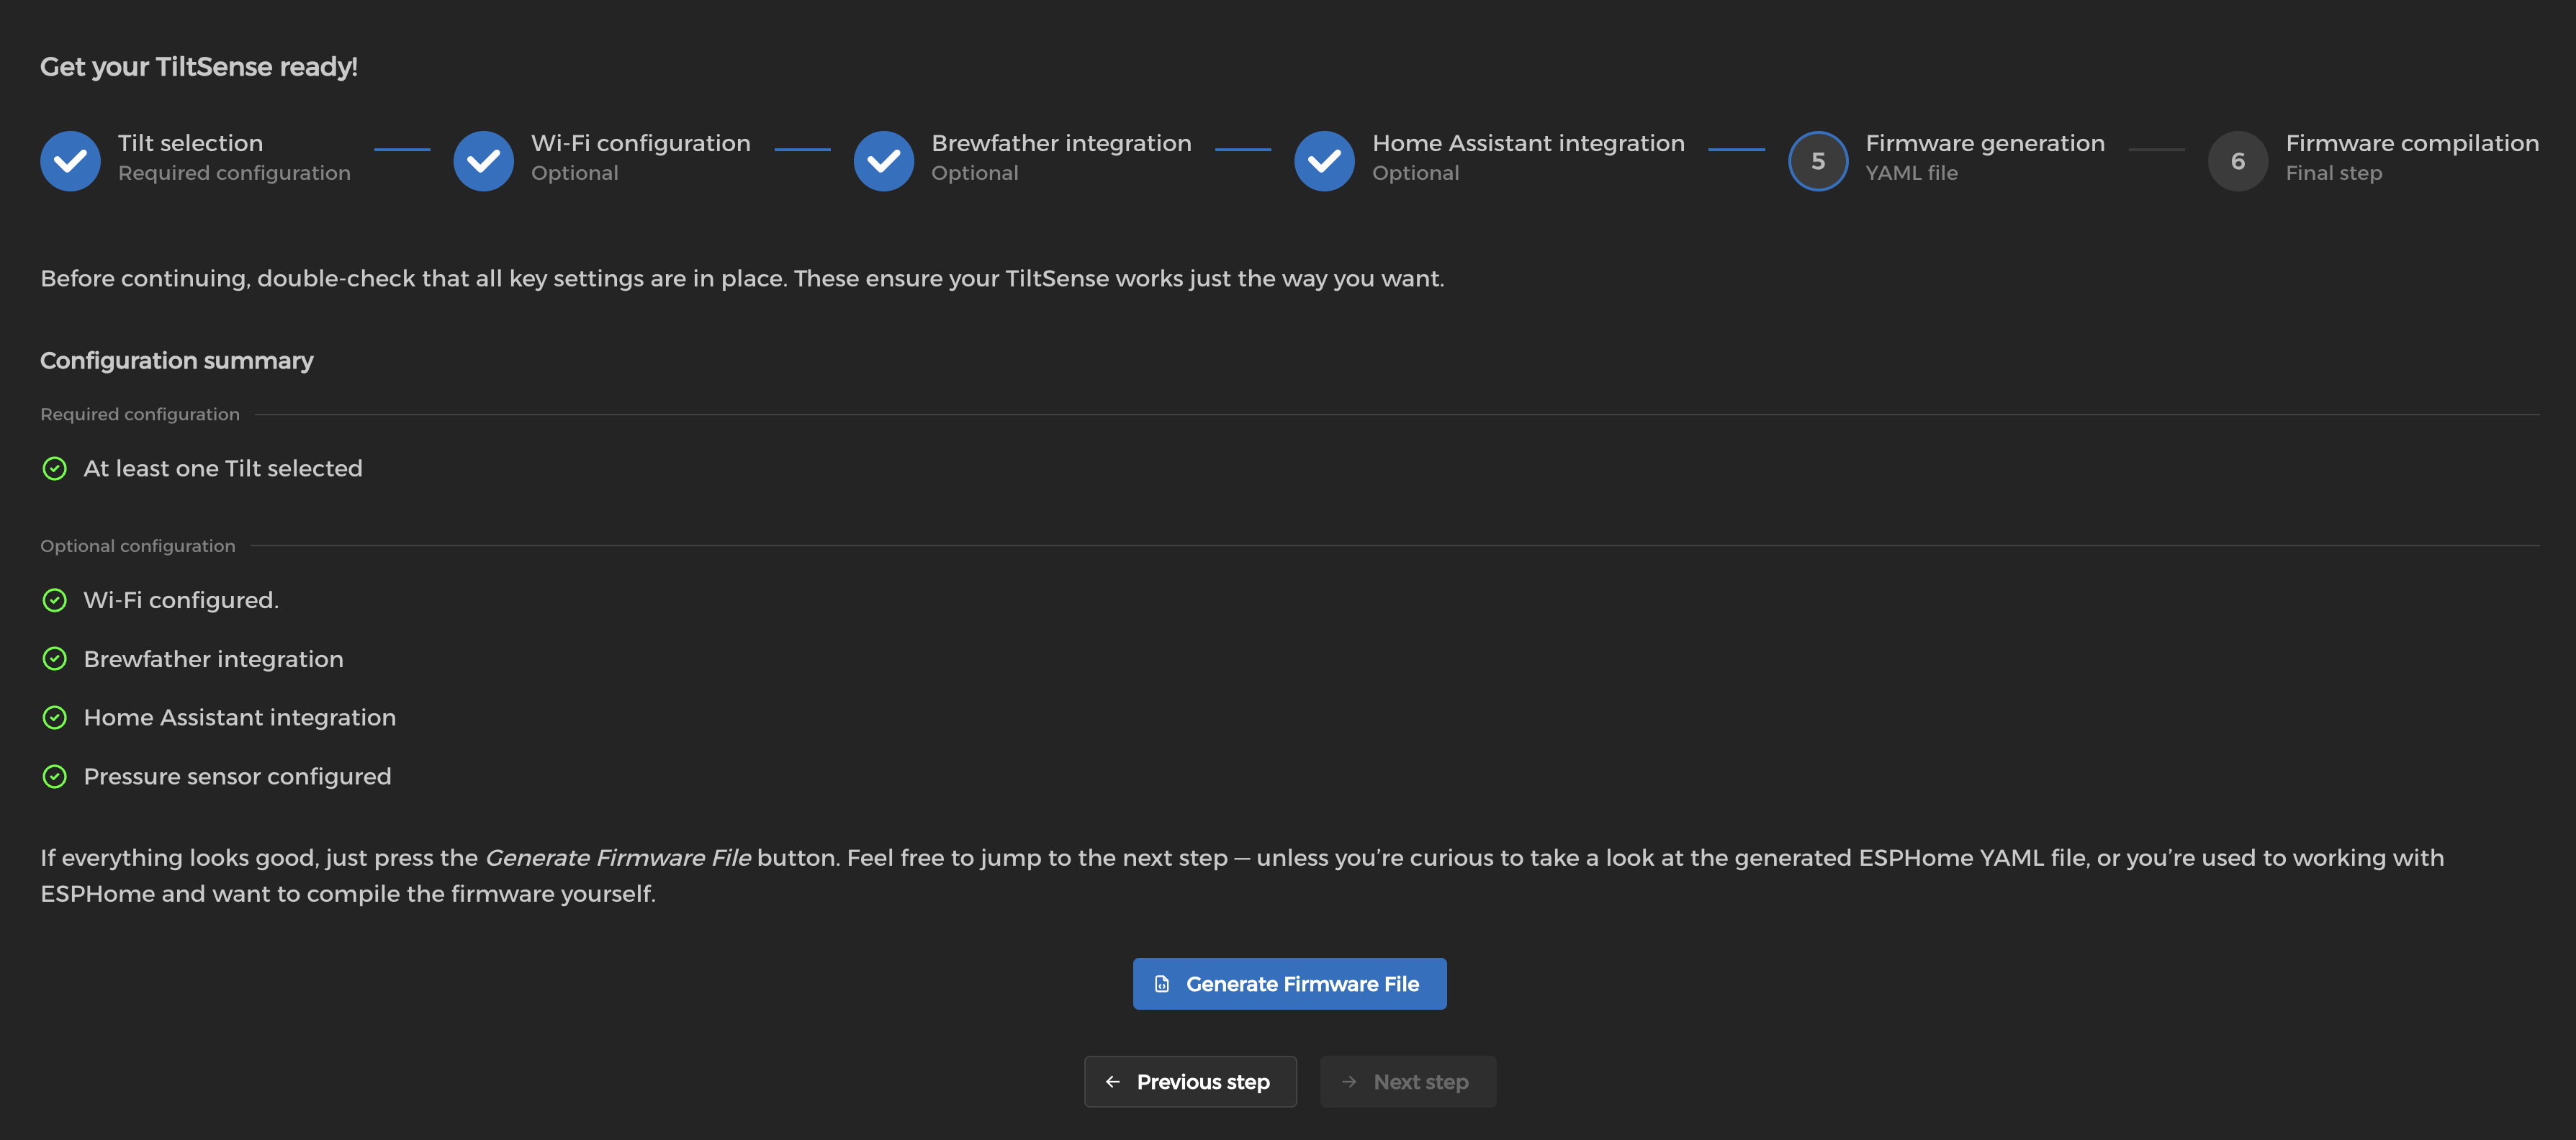 Get your TiltSense ready!
Tilt selection
Required configuration
Wi-Fi configuration
Optional
Brewfather integration
Optional
Home Assistant integration
Optional
5
Firmware generation
YAML file
6
Firmware compilation
Final step
Before continuing, double-check that all key settings are in place. These ensure your TiltSense works just the way you want.
Configuration summary
Required configuration
At least one Tilt selected
Optional configuration
Wi-Fi configured.
Brewfather integration
Home Assistant integration
Pressure sensor configured
If everything looks good, just press the Generate Firmware File button. Feel free to jump to the next step — unless you’re curious to take a look at the generated ESPHome YAML file, or you’re used to working with
ESPHome and want to compile the firmware yourself.
Generate Firmware File
Previous step
Next step